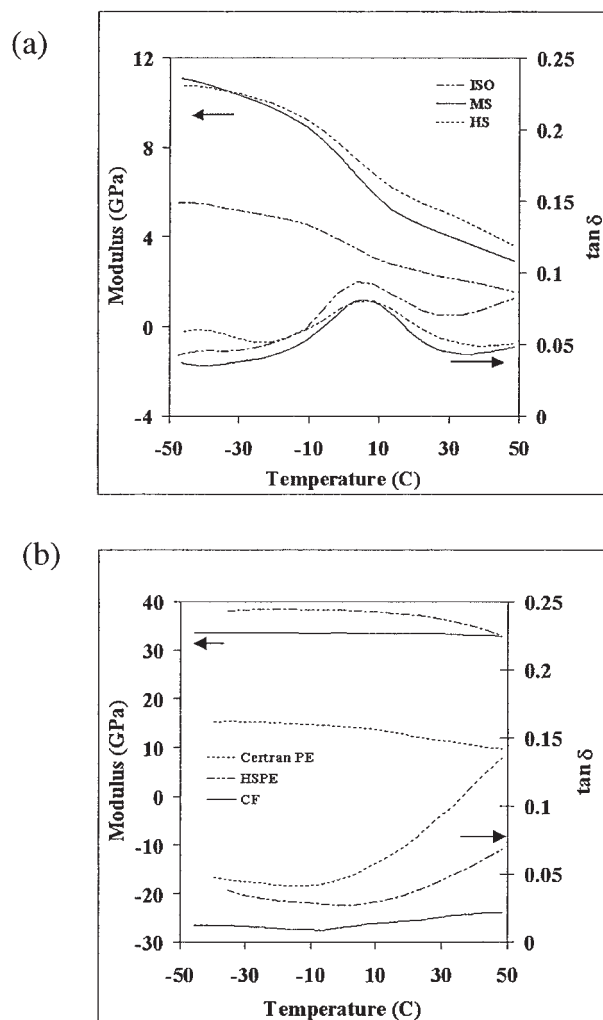 (a)
12
8
4
0
-4
Modulus (GPa)
0.25
0.2
0.15
0.1
0.05
0
tan δ
ISO
MS
HS
-50 -30 -10 10 30 50
Temperature (C)
(b)
40
30
20
10
0
-10
-20
-30
Modulus (GPa)
0.25
0.2
0.15
0.1
0.05
0
tan δ
Certran PE
HSPE
CF
-50 -30 -10 10 30 50
Temperature (C)